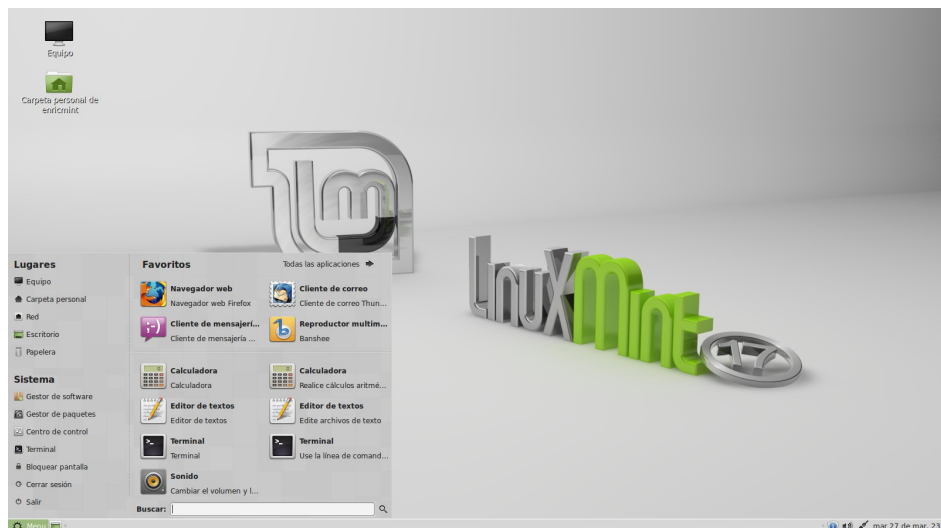 Equipo
Carpeta personal de
enricmint
lm
LinuxMint 17
Lugares
Equipo
Carpeta personal
Red
Escritorio
Papelera
Sistema
Gestor de software
Gestor de paquetes
Centro de control
Terminal
Bloquear pantalla
Cerrar sesión
Salir
Favoritos
Todas las aplicaciones
Navegador web
Navegador web Firefox
Cliente de correo
Cliente de correo Thun...
Cliente de mensajerí...
Cliente de mensajería ...
Reproductor multim...
Banshee
Calculadora
Calculadora
Calculadora
Realice cálculos aritmé...
Editor de textos
Editor de textos
Editor de textos
Edite archivos de texto
Terminal
Terminal
Terminal
Use la línea de comand...
Sonido
Cambiar el volumen y l...
Buscar:
Menú
mar 27 de mar, 23